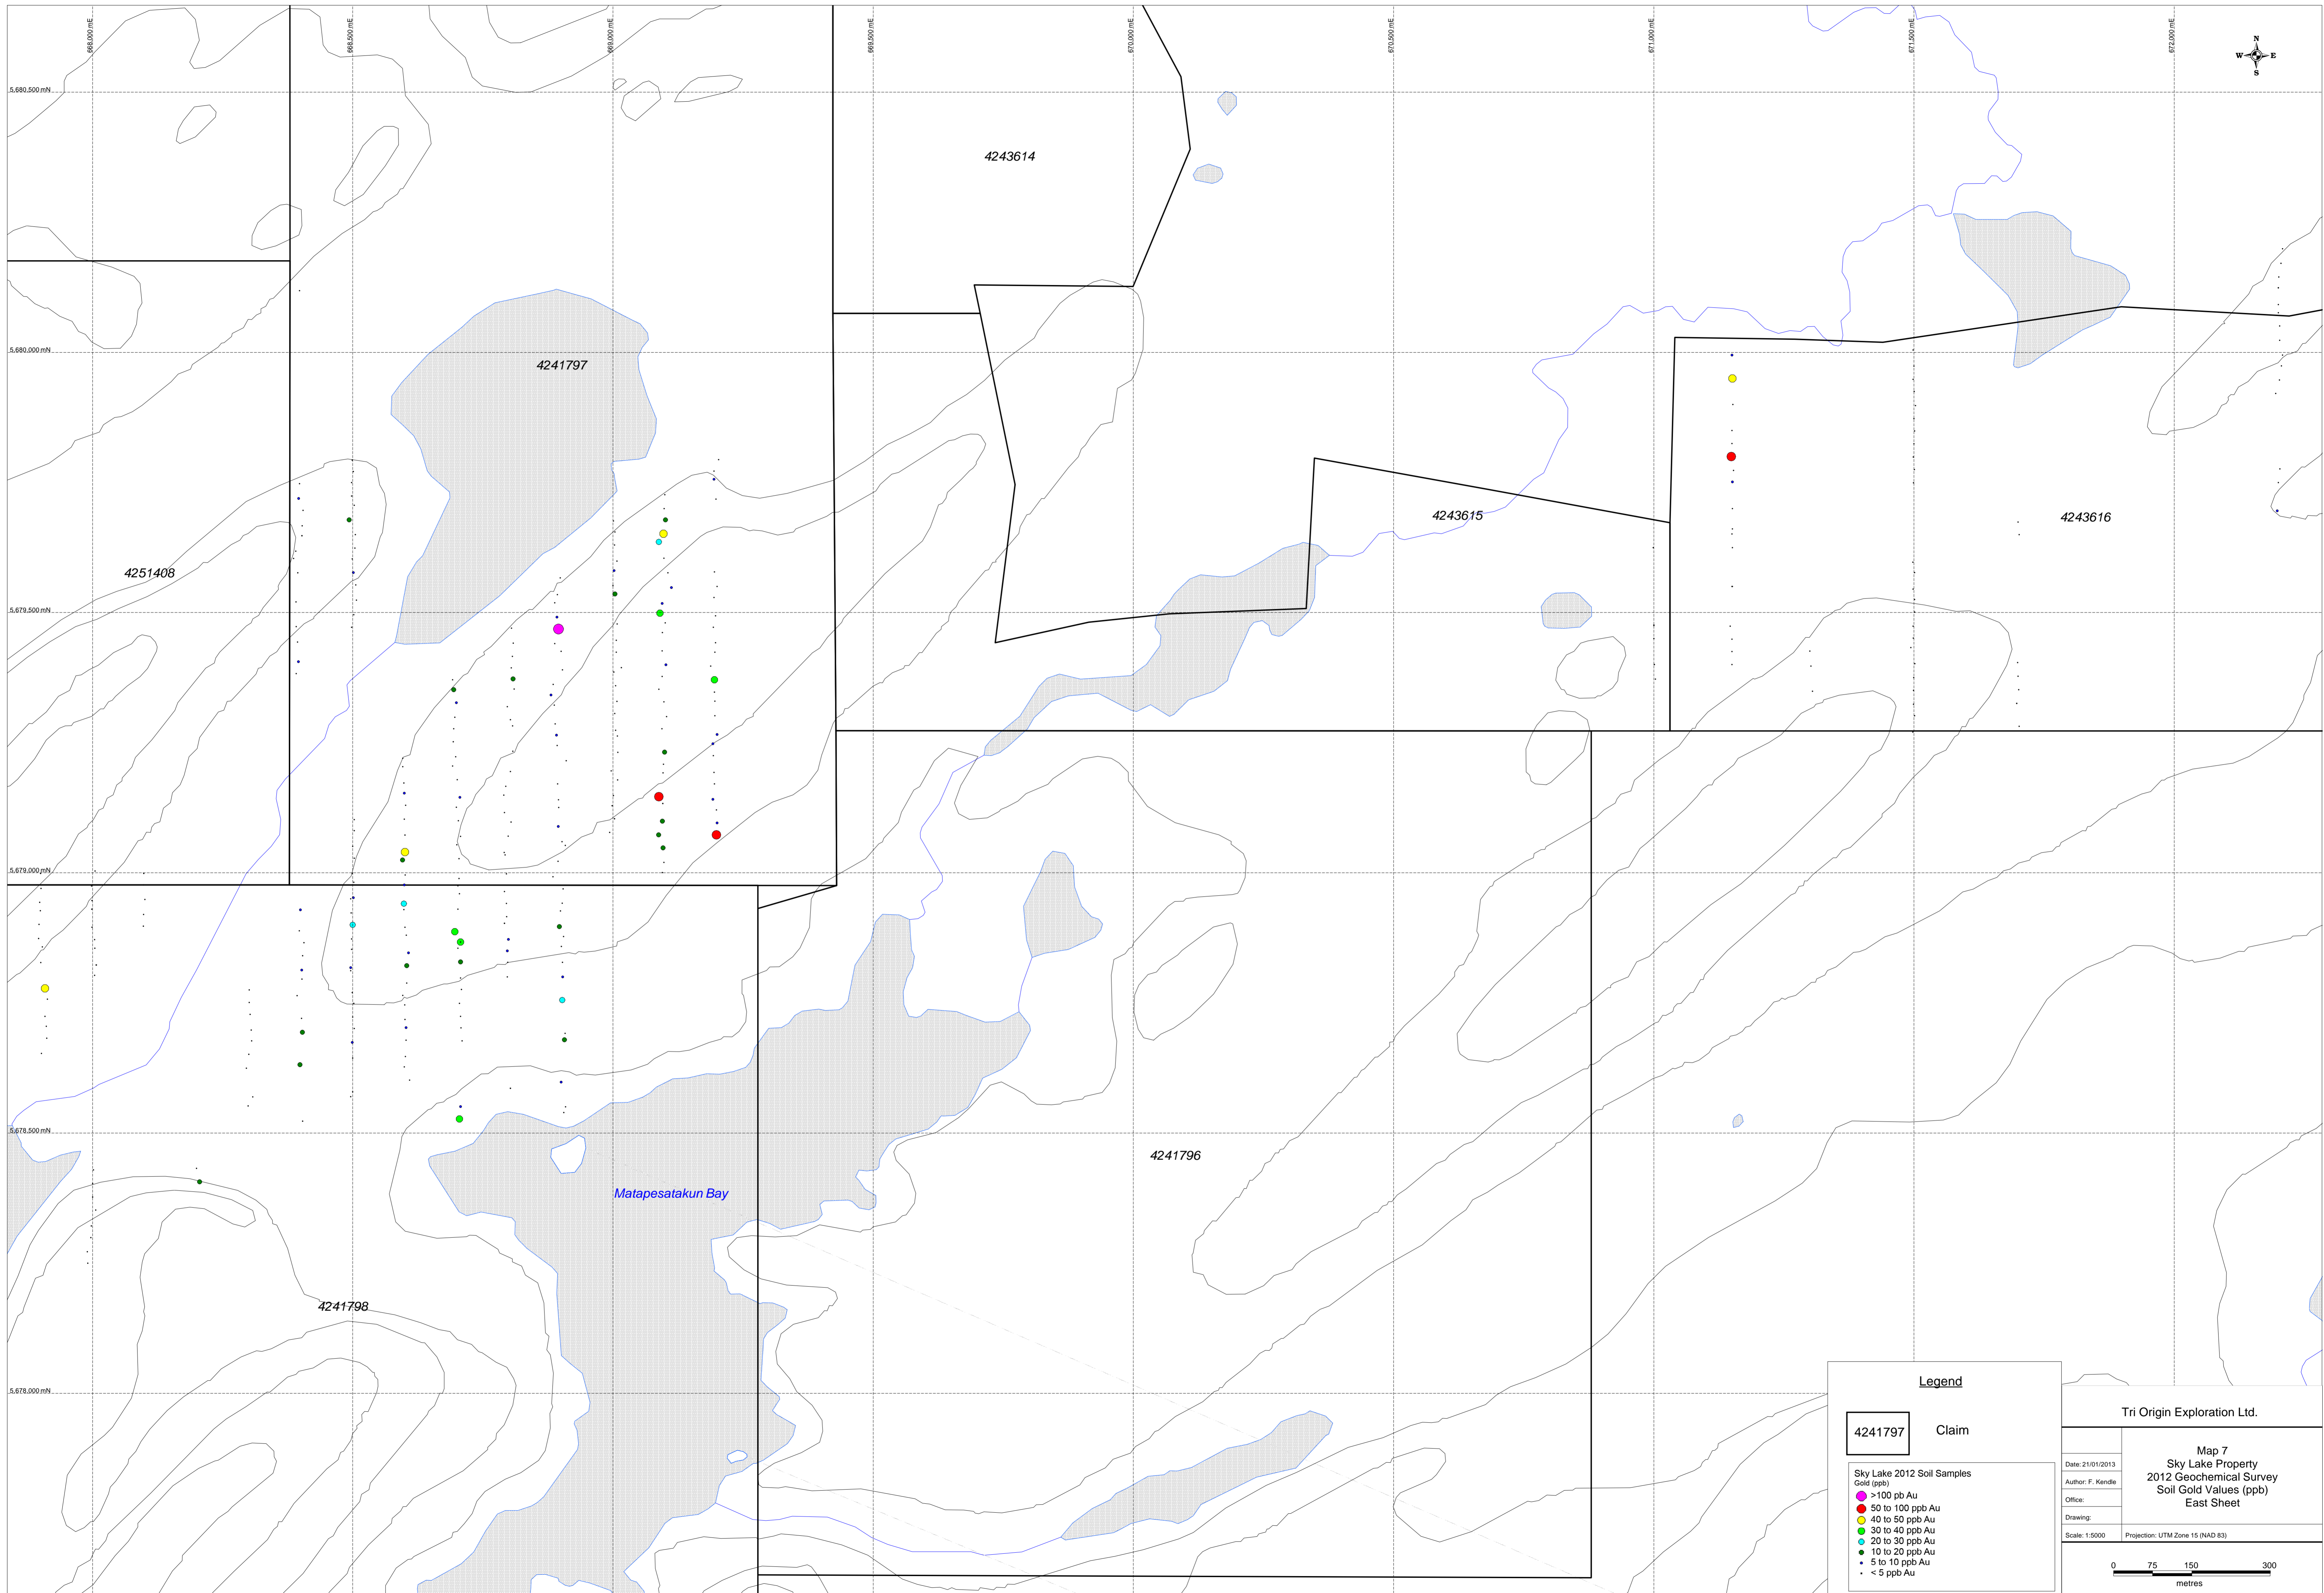 668,000 mE
668,500 mE
669,000 mE
669,500 mE
670,000 mE
670,500 mE
671,000 mE
671,500 mE
672,000 mE
N
W E
S
5,680,500 mN
4243614
5,680,000 mN
4241797
4243615
4243616
4251408
5,679,500 mN
5,679,000 mN
5,678,500 mN
4241796
Matapesatakun Bay
4241798
5,678,000 mN
Legend
4241797 Claim
Sky Lake 2012 Soil Samples
Gold (ppb)
>100 pb Au
50 to 100 ppb Au
40 to 50 ppb Au
30 to 40 ppb Au
20 to 30 ppb Au
10 to 20 ppb Au
5 to 10 ppb Au
< 5 ppb Au
Tri Origin Exploration Ltd.
Date: 21/01/2013
Author: F. Kendle
Office:
Drawing:
Scale: 1:5000
Map 7
Sky Lake Property
2012 Geochemical Survey
Soil Gold Values (ppb)
East Sheet
Projection: UTM Zone 15 (NAD 83)
0 75 150 300
metres